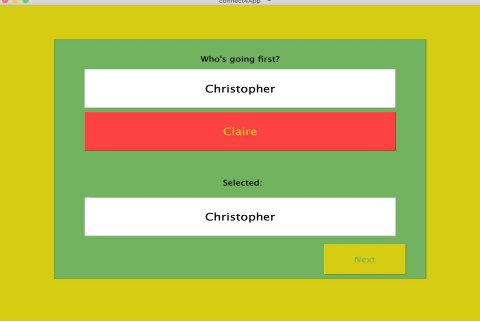 connect4App
Who's going first?
Christopher
Claire
Selected:
Christopher
Next